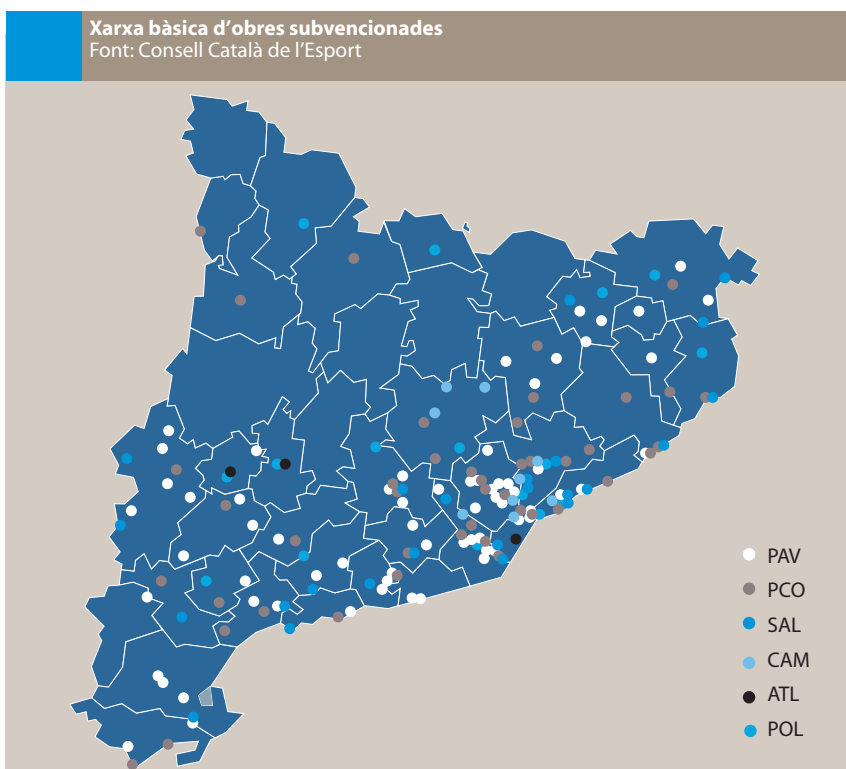 Xarxa bàsica d’obres subvencionades
Font: Consell Català de l’Esport
PAV
PCO
SAL
CAM
ATL
POL